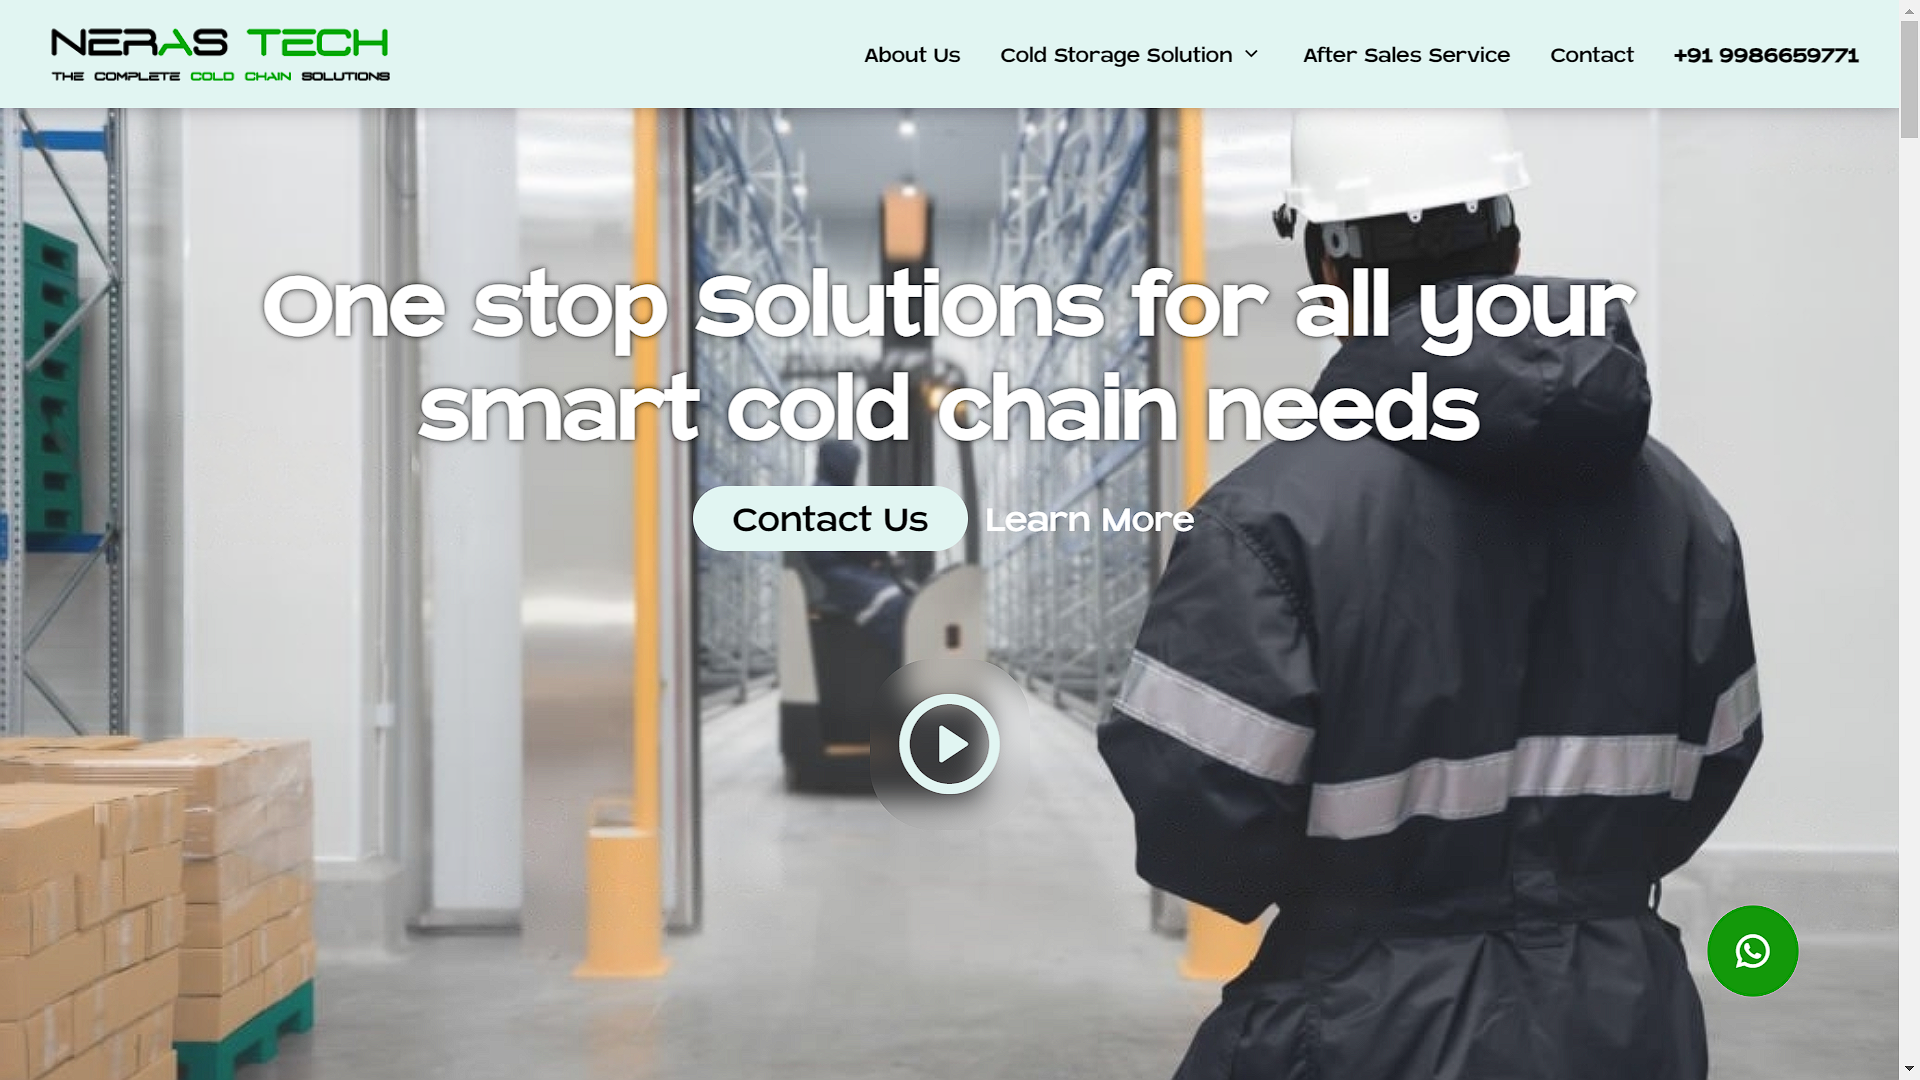 NERAS TECH
THE COMPLETE COLD CHAIN SOLUTIONS
About Us
Cold Storage Solution
After Sales Service
Contact
+91 9986659771
One stop Solutions for all your
smart cold chain needs
Contact Us
Learn More